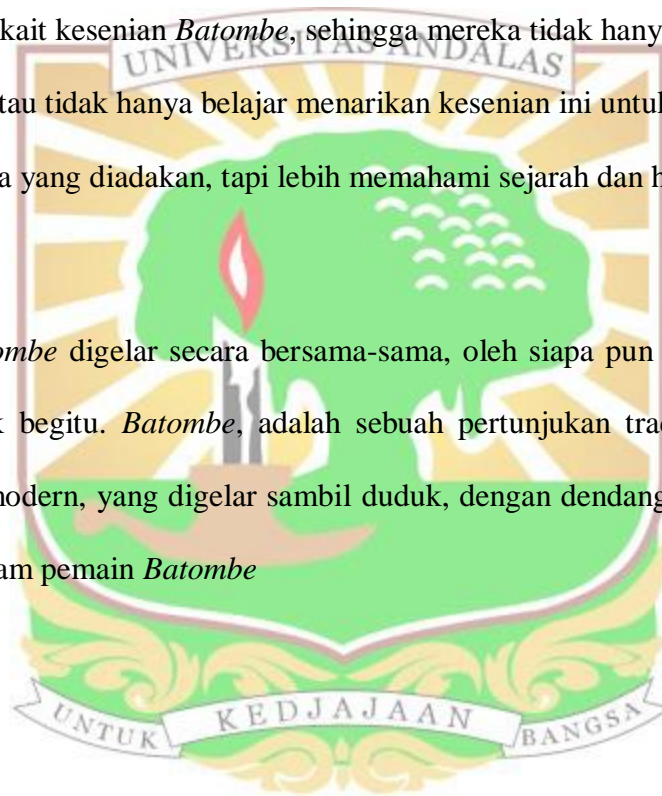 kait kesenian Batombe, sehingga mereka tidak hany
UNIVERSITAS ANDALAS
tau tidak hanya belajar menarikan kesenian ini untuk
a yang diadakan, tapi lebih memahami sejarah dan h
ombe digelar secara bersama-sama, oleh siapa pun
k begitu. Batombe, adalah sebuah pertunjukan trad
modern, yang digelar sambil duduk, dengan dendang
am pemain Batombe
UNTUK KEDJAJAAN BANGSA